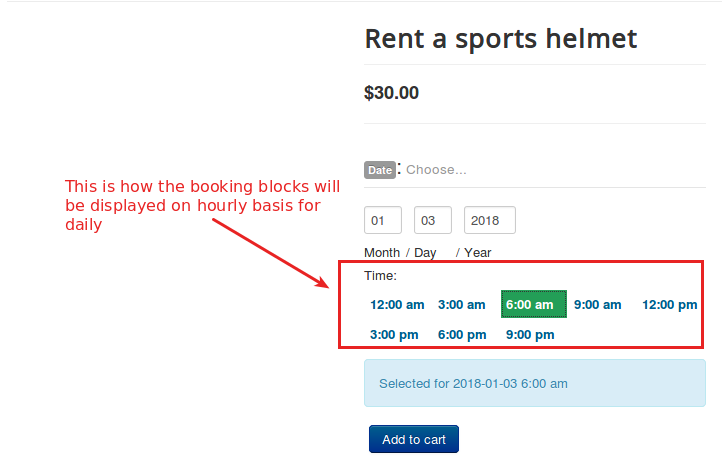 Rent a sports helmet
$30.00
Date : Choose...
This is how the booking blocks will
be displayed on hourly basis for
daily
01 03 2018
Month / Day / Year
Time:
12:00 am 3:00 am 6:00 am 9:00 am 12:00 pm
3:00 pm 6:00 pm 9:00 pm
Selected for 2018-01-03 6:00 am
Add to cart